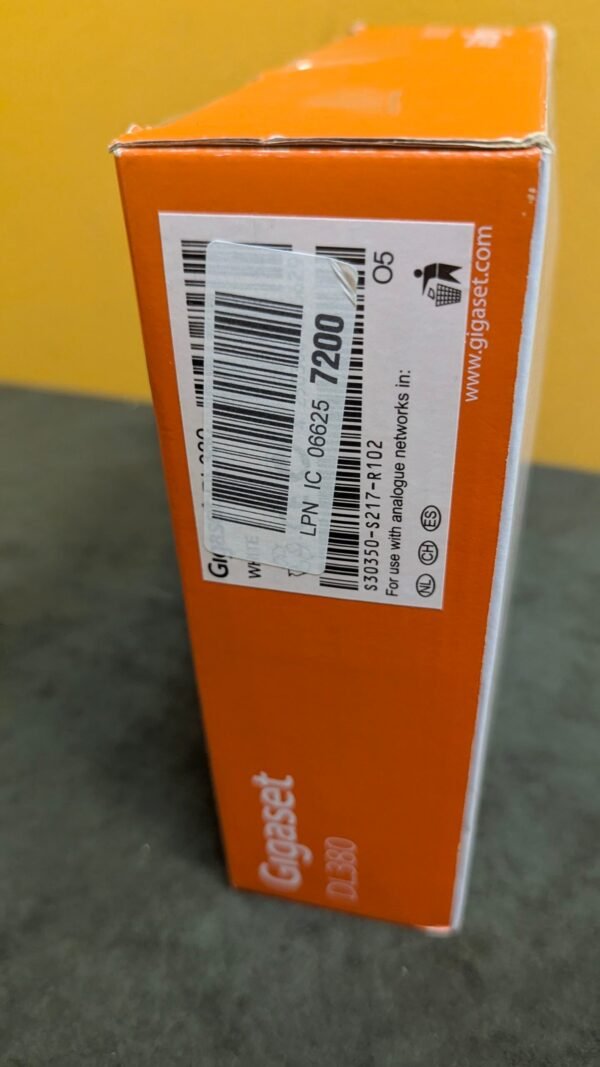 LPN IC 06625 7200
S30350-S217-R102
O5
For use with analogue networks in:
NL CH ES
www.gigaset.com
Gigaset
DL380